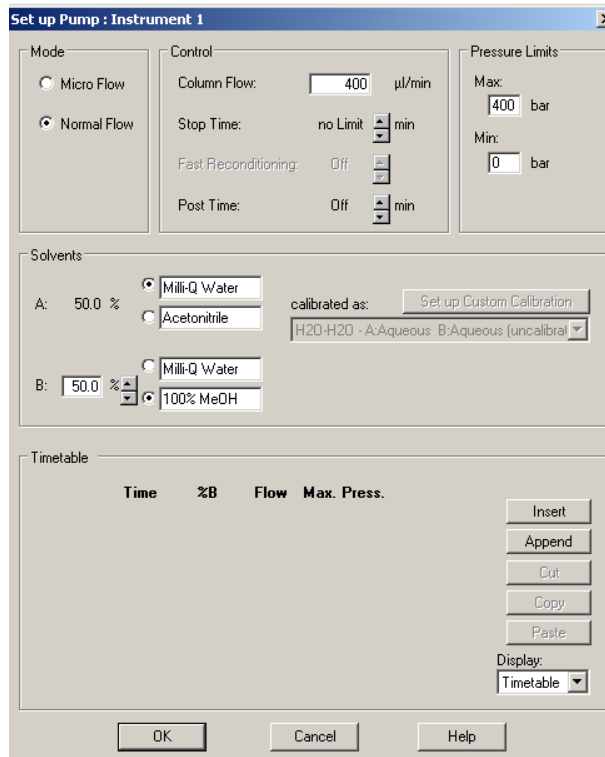 Set up Pump : Instrument 1
Mode
Micro Flow
Normal Flow
Control
Column Flow: 400 µl/min
Stop Time: no Limit min
Fast Reconditioning: Off
Post Time: Off min
Pressure Limits
Max:
400 bar
Min:
0 bar
Solvents
A: 50.0 %
Milli-Q Water
Acetonitrile
calibrated as: Set up Custom Calibration
H2O-H2O - A:Aqueous B:Aqueous (uncalibrat
B: 50.0 %
Milli-Q Water
100% MeOH
Timetable
Time %B Flow Max. Press.
Insert
Append
Cut
Copy
Paste
Display:
Timetable
OK Cancel Help